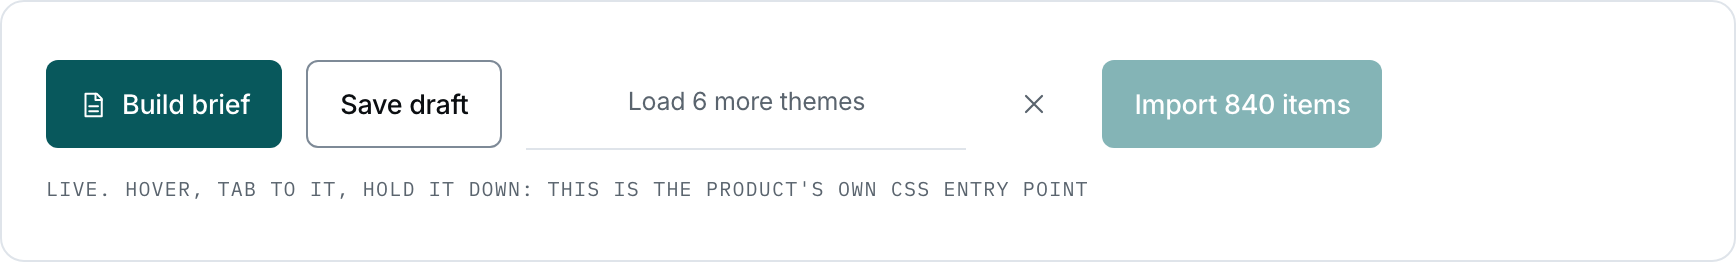 Build brief
Save draft
Load 6 more themes
Import 840 items
LIVE. HOVER, TAB TO IT, HOLD IT DOWN: THIS IS THE PRODUCT'S OWN CSS ENTRY POINT